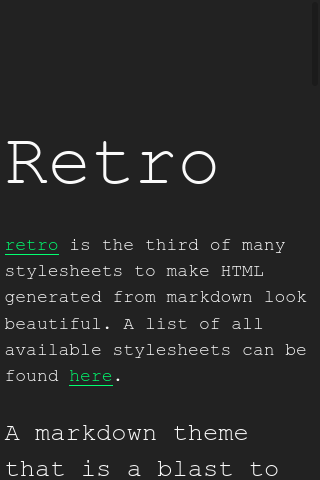 Retro
retro is the third of many
stylesheets to make HTML
generated from markdown look
beautiful. A list of all
available stylesheets can be
found here.
A markdown theme
that is a blast to